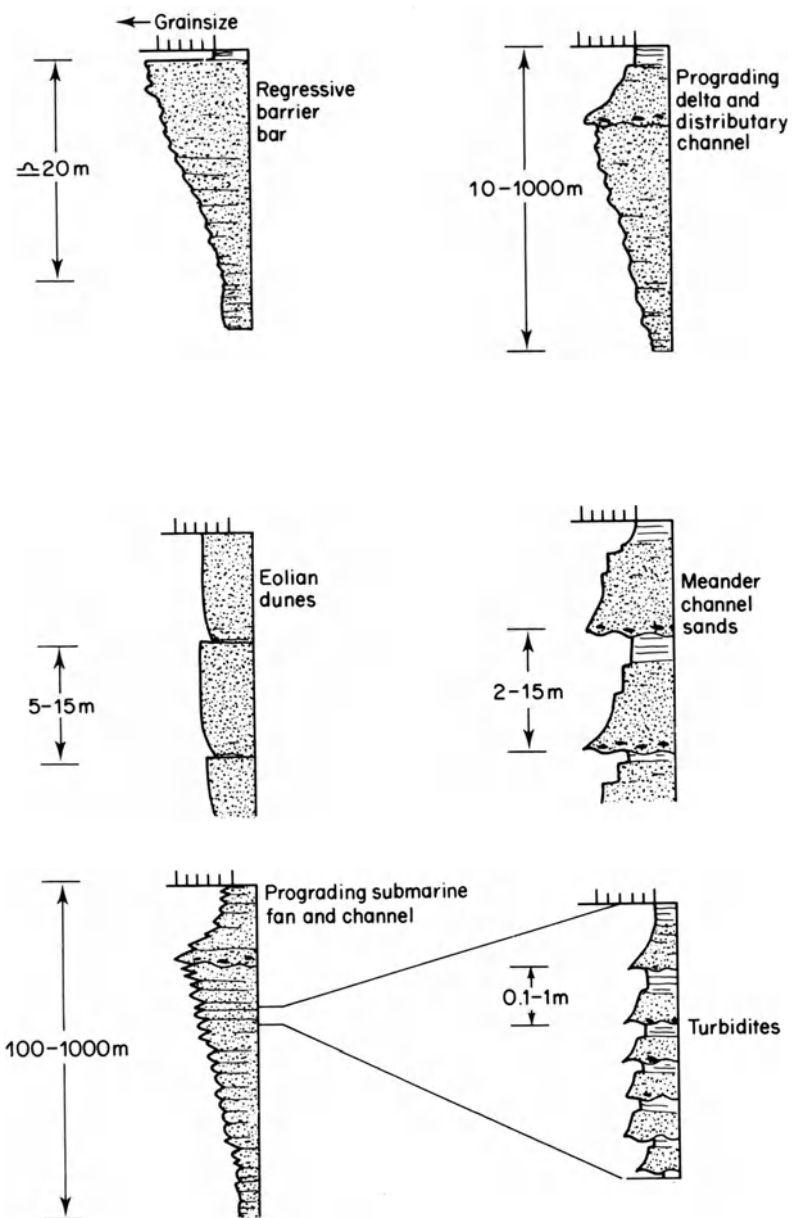 Grainsize
Regressive
barrier
bar
≏20m
Prograding
delta and
distributary
channel
10-1000m
Eolian
dunes
5-15m
Meander
channel
sands
2-15m
Prograding submarine
fan and channel
100-1000m
0.1-1m
Turbidites